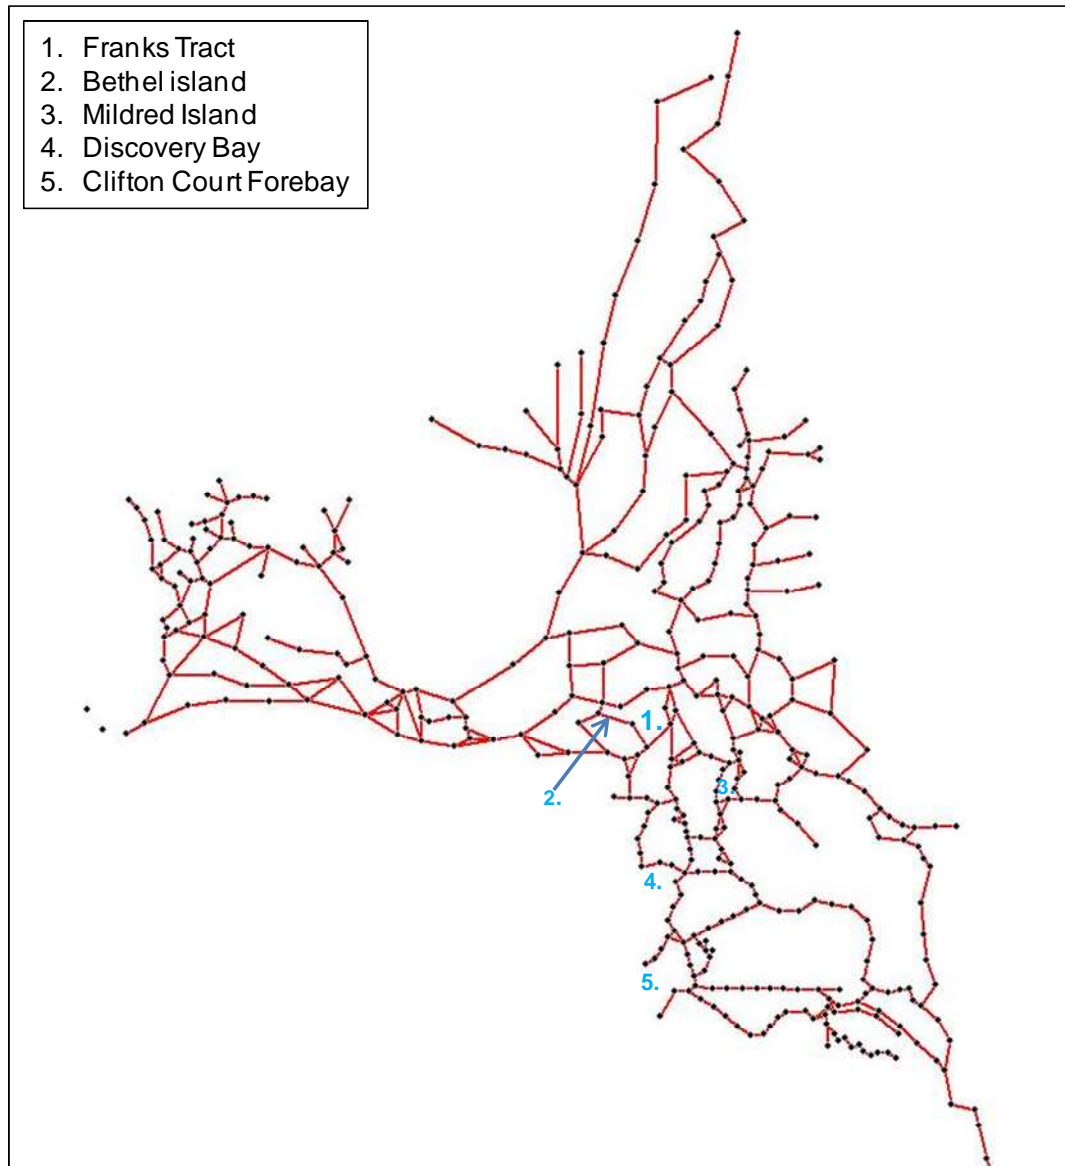 1. Franks Tract
2. Bethel island
3. Mildred Island
4. Discovery Bay
5. Clifton Court Forebay
1.
2.
3.
4.
5.